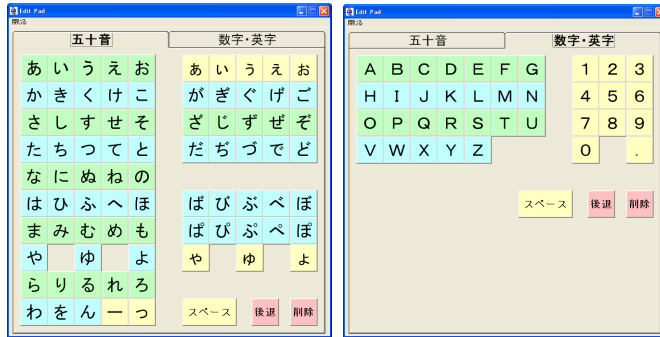 Edit Pad
閉じる
五十音 数字・英字
あ い う え お ぁ ぃ ぅ ぇ ぉ
か き く け こ が ぎ ぐ げ ご
さ し す せ そ ざ じ ず ぜ ぞ
た ち つ て と だ ぢ づ で ど
な に ぬ ね の
は ひ ふ へ ほ ば び ぶ べ ぼ
ま み む め も ぱ ぴ ぷ ぺ ぽ
や ゆ よ ゃ ゅ ょ
ら り る れ ろ
わ を ん ー っ スペース 後退 削除
Edit Pad
閉じる
五十音 数字・英字
A B C D E F G 1 2 3
H I J K L M N 4 5 6
O P Q R S T U 7 8 9
V W X Y Z 0 .
スペース 後退 削除